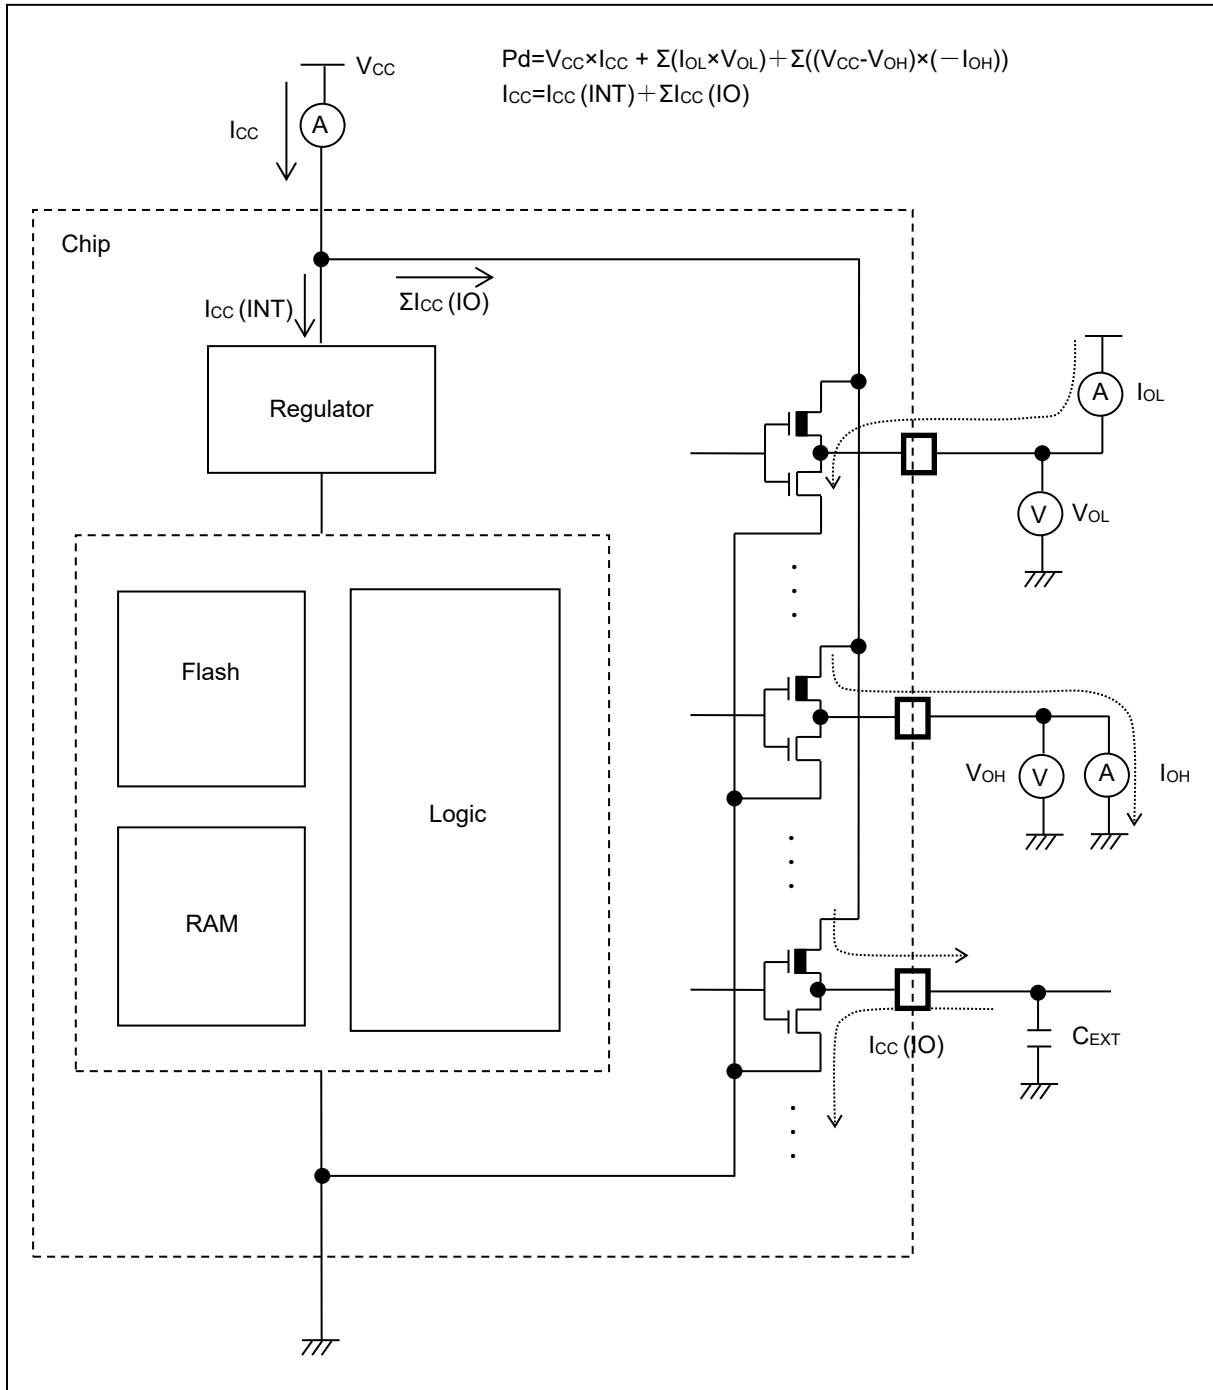 Pd=VCC×ICC + Σ(IOL×VOL)+Σ((VCC-VOH)×(-IOH))
ICC=ICC(INT)+ΣICC(IO)
VCC
A
ICC
Chip
ICC(INT)
ΣICC(IO)
Regulator
A
IOL
V
VOL
Flash
Logic
RAM
VOH
V
A
IOH
ICC(IO)
CEXT